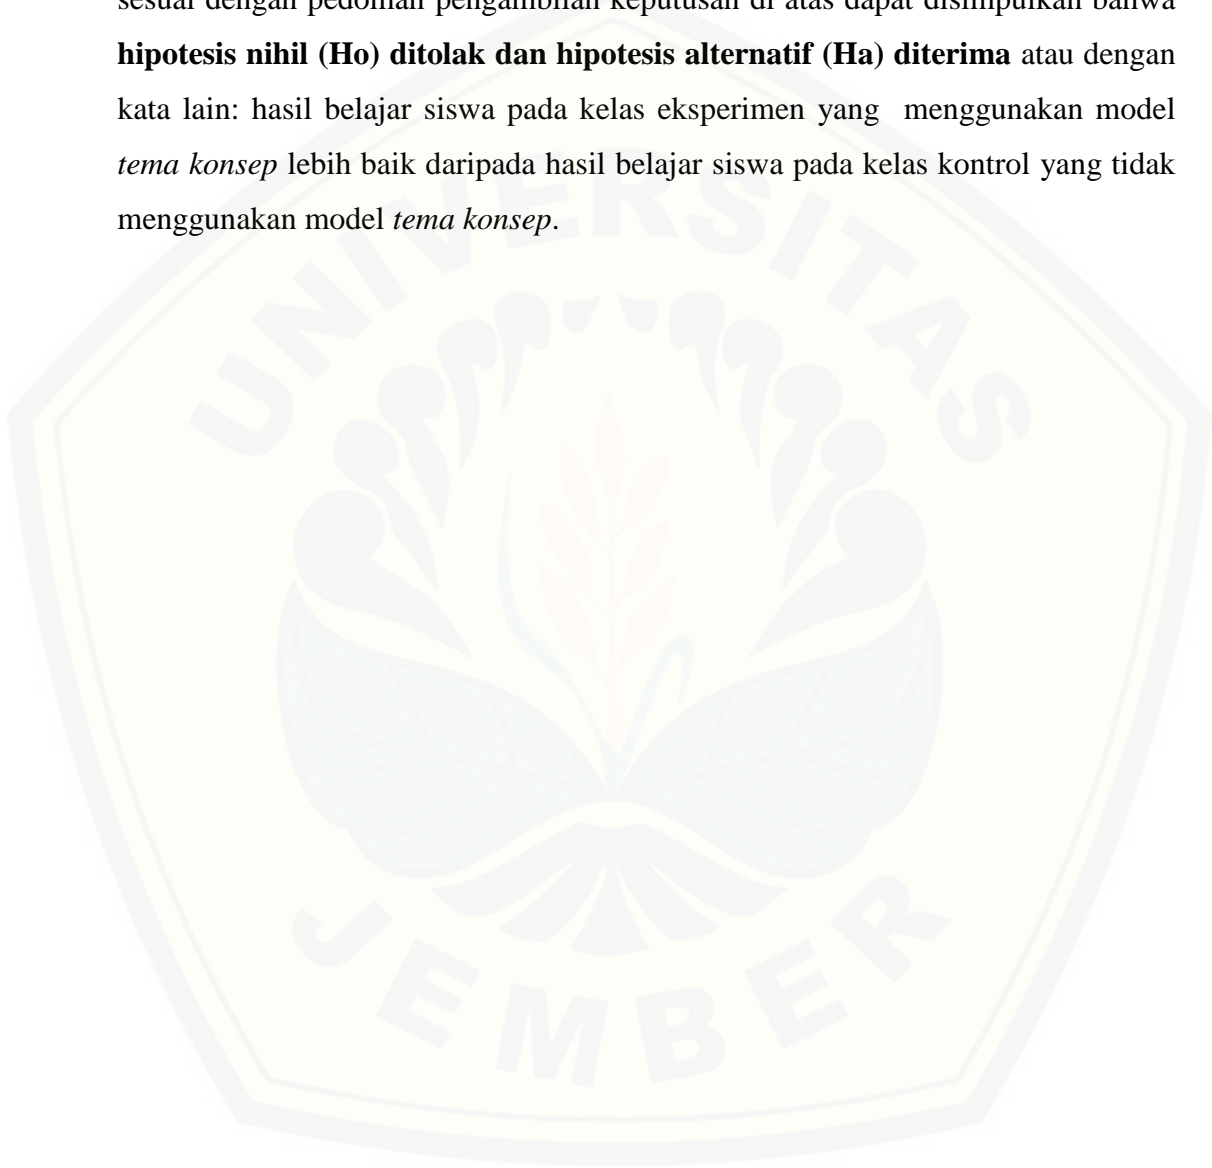 sesuai dengan pedoman pengambilan keputusan di atas dapat disimpulkan bahwa
hipotesis nihil (Ho) ditolak dan hipotesis alternatif (Ha) diterima atau dengan
kata lain: hasil belajar siswa pada kelas eksperimen yang  menggunakan model
tema konsep lebih baik daripada hasil belajar siswa pada kelas kontrol yang tidak
menggunakan model tema konsep.
UNIVERSITAS
JEMBER